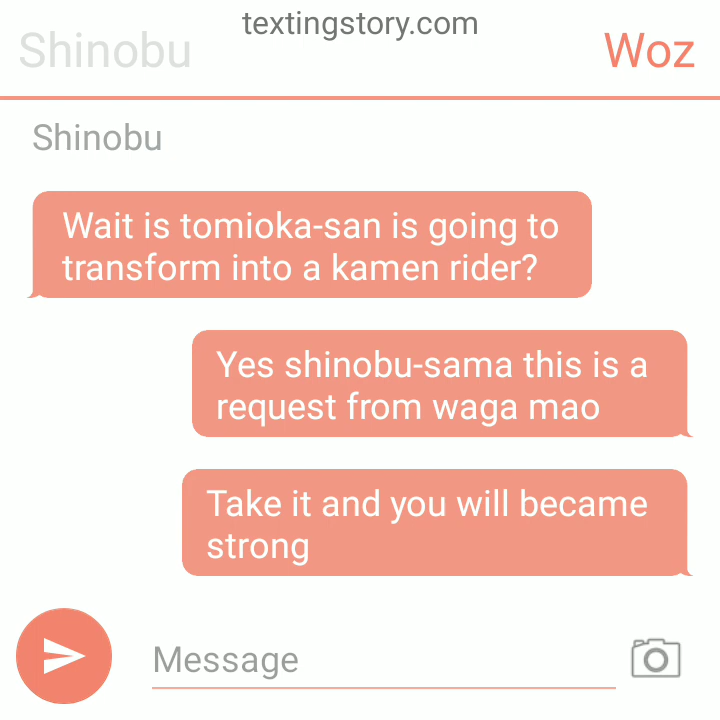 textingstory.com
Shinobu
Woz
Shinobu
Wait is tomioka-san is going to
transform into a kamen rider?
Yes shinobu-sama this is a
request from waga mao
Take it and you will became
strong
Message